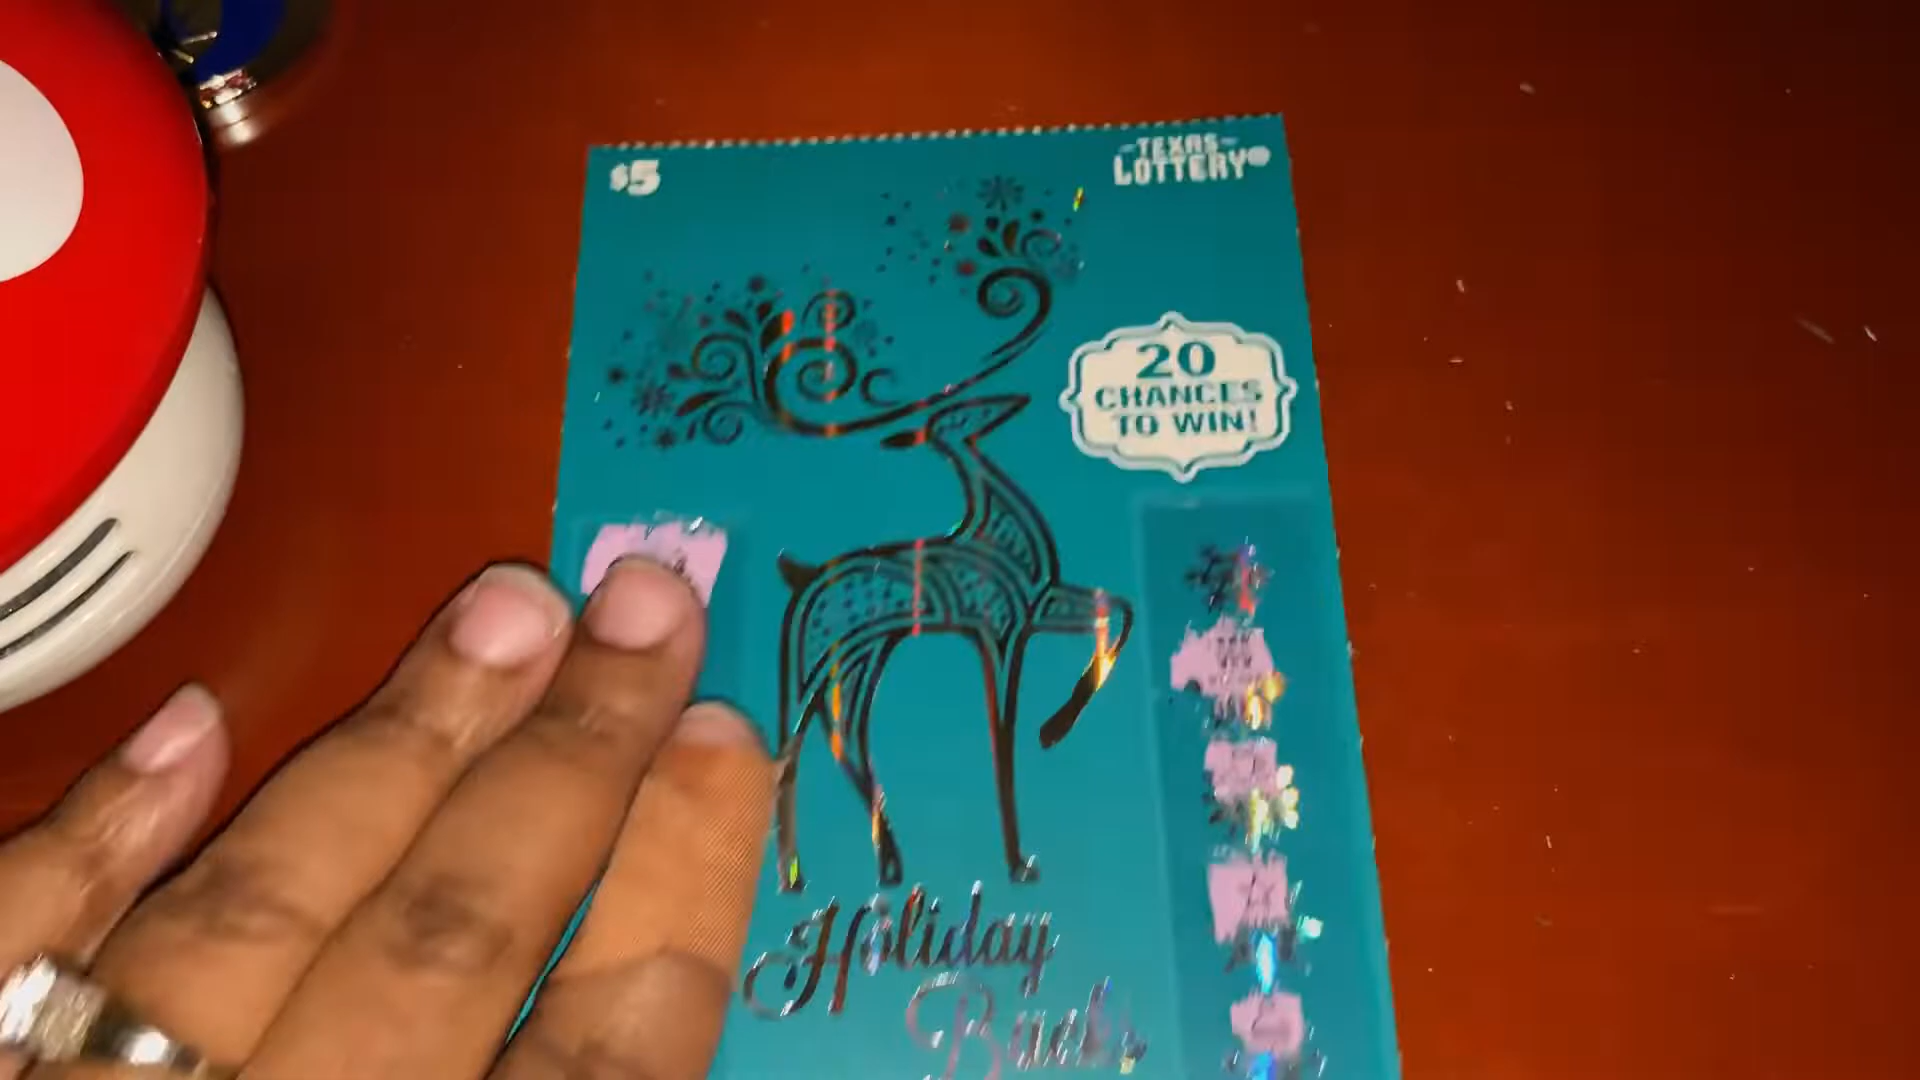 $5
TEXAS
LOTTERY
20
CHANCES
TO WIN!
Holiday
Bucks